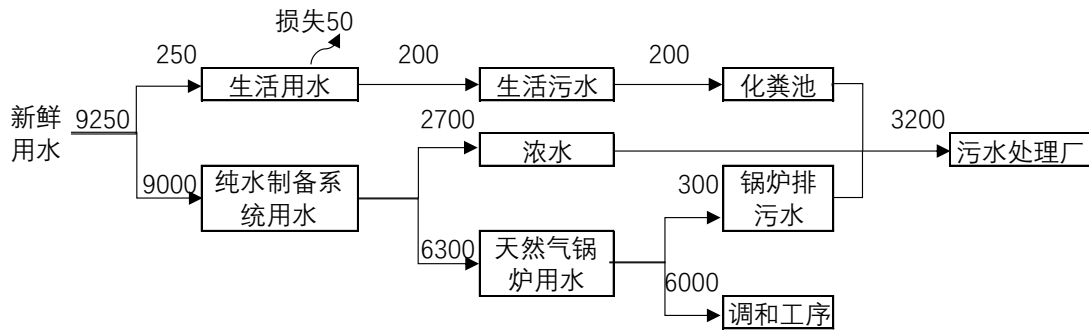 损失50
250
200
200
生活用水
生活污水
化粪池
新鲜
用水
9250
2700
3200
浓水
污水处理厂
9000
纯水制备系
统用水
300
锅炉排
污水
6300
天然气锅
炉用水
6000
调和工序